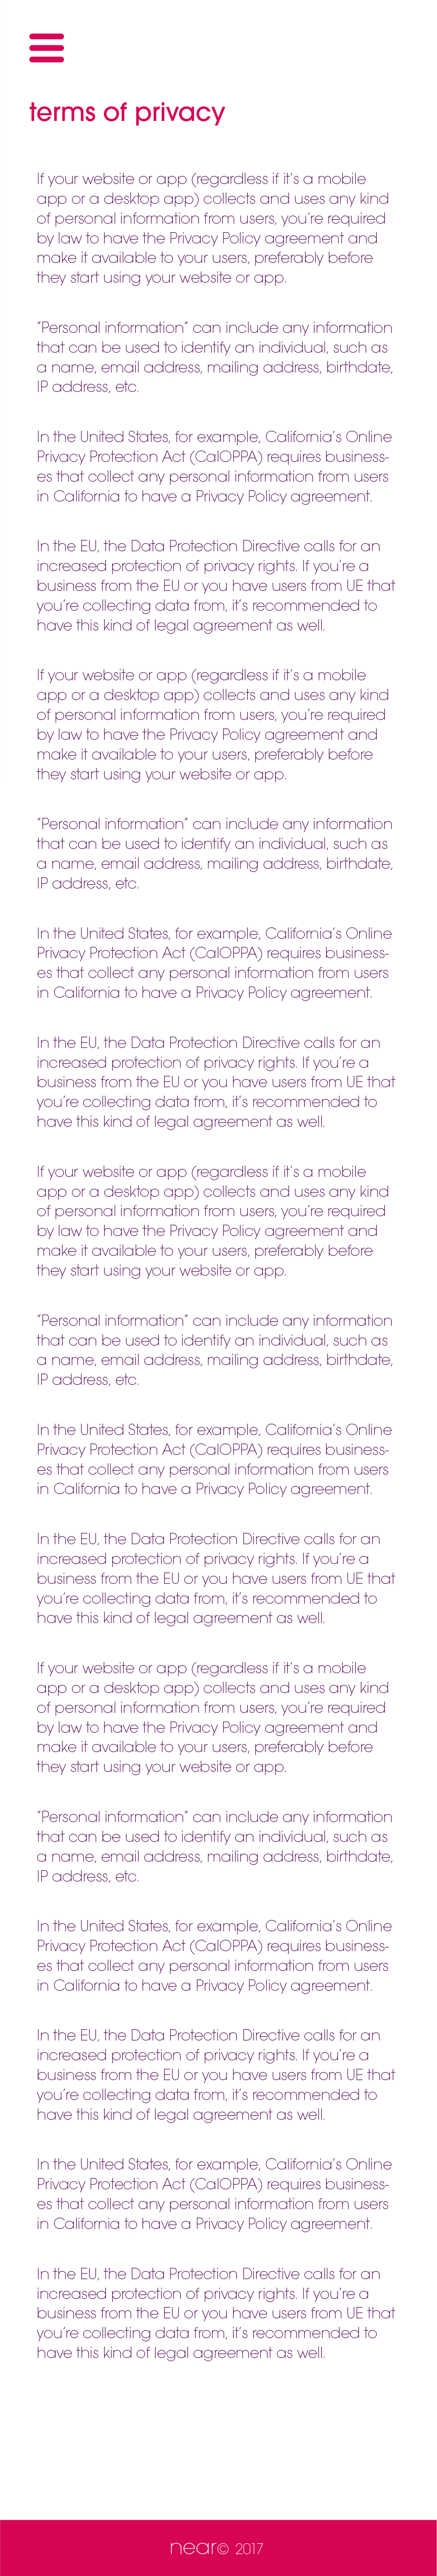 terms of privacy
If your website or app (regardless if it's a mobile
app or a desktop app) collects and uses any kind
of personal information from users, you're required
by law to have the Privacy Policy agreement and
make it available to your users, preferably before
they start using your website or app.
"Personal information" can include any information
that can be used to identify an individual, such as
a name, email address, mailing address, birthdate,
IP address, etc.
In the United States, for example, California's Online
Privacy Protection Act (CalOPPA) requires business-
es that collect any personal information from users
in California to have a Privacy Policy agreement.
In the EU, the Data Protection Directive calls for an
increased protection of privacy rights. If you're a
business from the EU or you have users from UE that
you're collecting data from, it's recommended to
have this kind of legal agreement as well.
If your website or app (regardless if it's a mobile
app or a desktop app) collects and uses any kind
of personal information from users, you're required
by law to have the Privacy Policy agreement and
make it available to your users, preferably before
they start using your website or app.
"Personal information" can include any information
that can be used to identify an individual, such as
a name, email address, mailing address, birthdate,
IP address, etc.
In the United States, for example, California's Online
Privacy Protection Act (CalOPPA) requires business-
es that collect any personal information from users
in California to have a Privacy Policy agreement.
In the EU, the Data Protection Directive calls for an
increased protection of privacy rights. If you're a
business from the EU or you have users from UE that
you're collecting data from, it's recommended to
have this kind of legal agreement as well.
If your website or app (regardless if it's a mobile
app or a desktop app) collects and uses any kind
of personal information from users, you're required
by law to have the Privacy Policy agreement and
make it available to your users, preferably before
they start using your website or app.
"Personal information" can include any information
that can be used to identify an individual, such as
a name, email address, mailing address, birthdate,
IP address, etc.
In the United States, for example, California's Online
Privacy Protection Act (CalOPPA) requires business-
es that collect any personal information from users
in California to have a Privacy Policy agreement.
In the EU, the Data Protection Directive calls for an
increased protection of privacy rights. If you're a
business from the EU or you have users from UE that
you're collecting data from, it's recommended to
have this kind of legal agreement as well.
If your website or app (regardless if it's a mobile
app or a desktop app) collects and uses any kind
of personal information from users, you're required
by law to have the Privacy Policy agreement and
make it available to your users, preferably before
they start using your website or app.
"Personal information" can include any information
that can be used to identify an individual, such as
a name, email address, mailing address, birthdate,
IP address, etc.
In the United States, for example, California's Online
Privacy Protection Act (CalOPPA) requires business-
es that collect any personal information from users
in California to have a Privacy Policy agreement.
In the EU, the Data Protection Directive calls for an
increased protection of privacy rights. If you're a
business from the EU or you have users from UE that
you're collecting data from, it's recommended to
have this kind of legal agreement as well.
In the United States, for example, California's Online
Privacy Protection Act (CalOPPA) requires business-
es that collect any personal information from users
in California to have a Privacy Policy agreement.
In the EU, the Data Protection Directive calls for an
increased protection of privacy rights. If you're a
business from the EU or you have users from UE that
you're collecting data from, it's recommended to
have this kind of legal agreement as well.
near© 2017